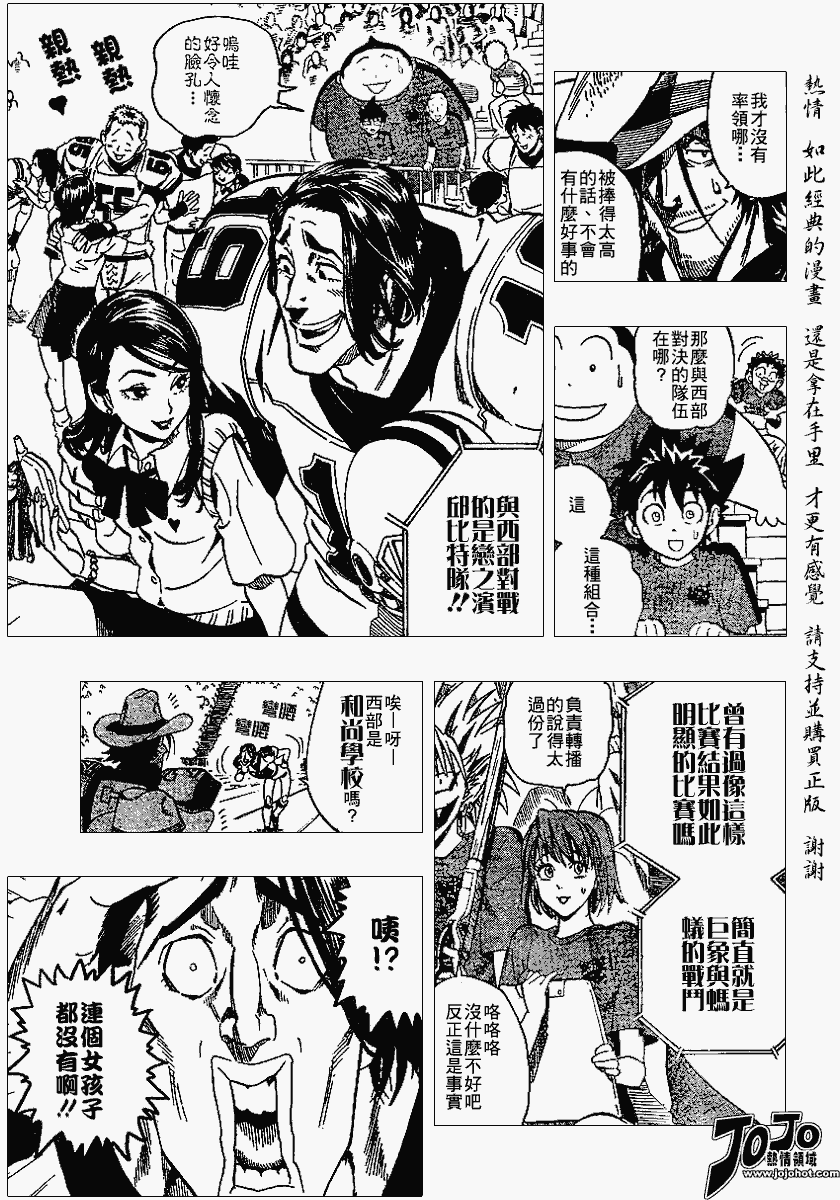 我才沒有
率領哪…
被捧得太高
的話、不會
有什麼好事的
那麼與西部
對決的隊伍
在哪？
這
這種組合…
嗚哇
好令人懷念
的臉孔…
親熱
親熱
與西部對戰
的是戀之濱
邱比特隊!!
曾有過像這樣
比賽結果如此
明顯的比賽嗎
簡直就是
巨象與螞
蟻的戰鬥
負責轉播
的說得太
過份了
咯咯咯
沒什麼不好吧
反正這是事實
唉—呀—
西部是
和尚學校
嗎？
彎腰
彎腰
咦!?
連個女孩子
都沒有啊!!
熱情 如此經典的漫畫 還是拿在手里 才更有感覺 請支持並購買正版 謝謝
JOJO
熱情領域
www.jojohot.com